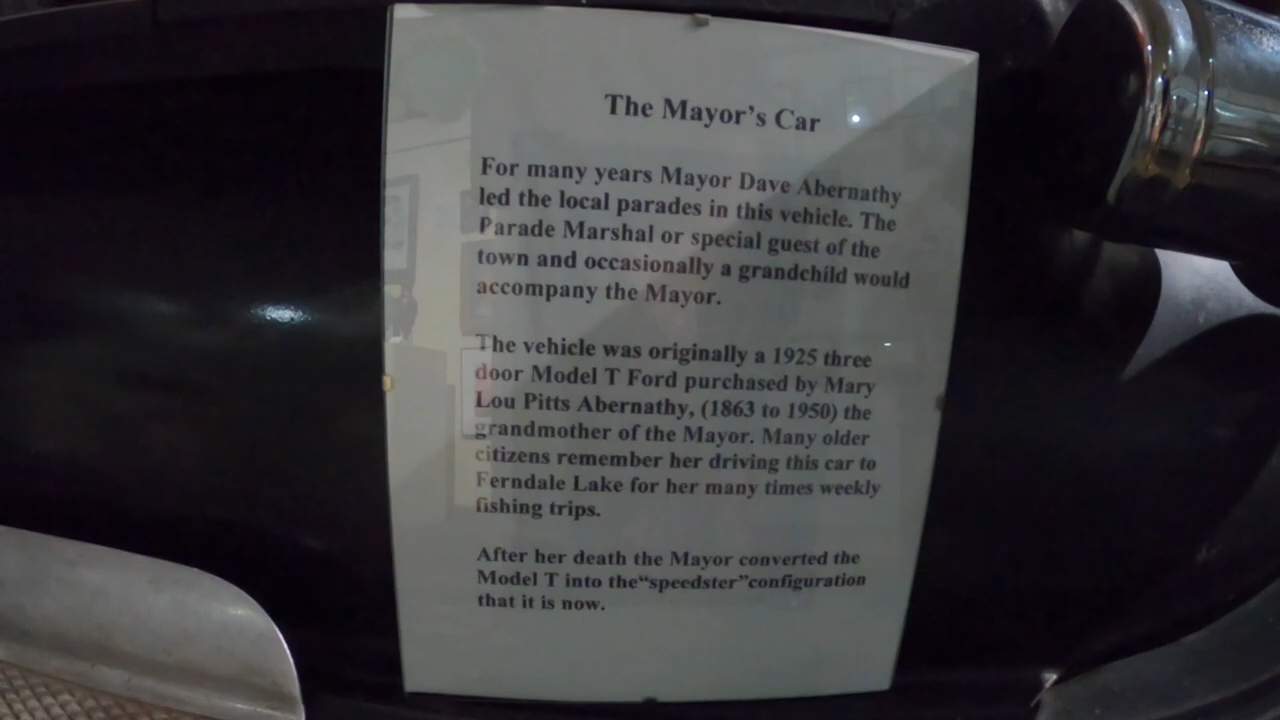 The Mayor's Car
For many years Mayor Dave Abernathy
led the local parades in this vehicle. The
Parade Marshal or special guest of the
town and occasionally a grandchild would
accompany the Mayor.
The vehicle was originally a 1925 three
door Model T Ford purchased by Mary
Lou Pitts Abernathy, (1863 to 1950) the
grandmother of the Mayor. Many older
citizens remember her driving this car to
Ferndale Lake for her many times weekly
fishing trips.
After her death the Mayor converted the
Model T into the“speedster”configuration
that it is now.